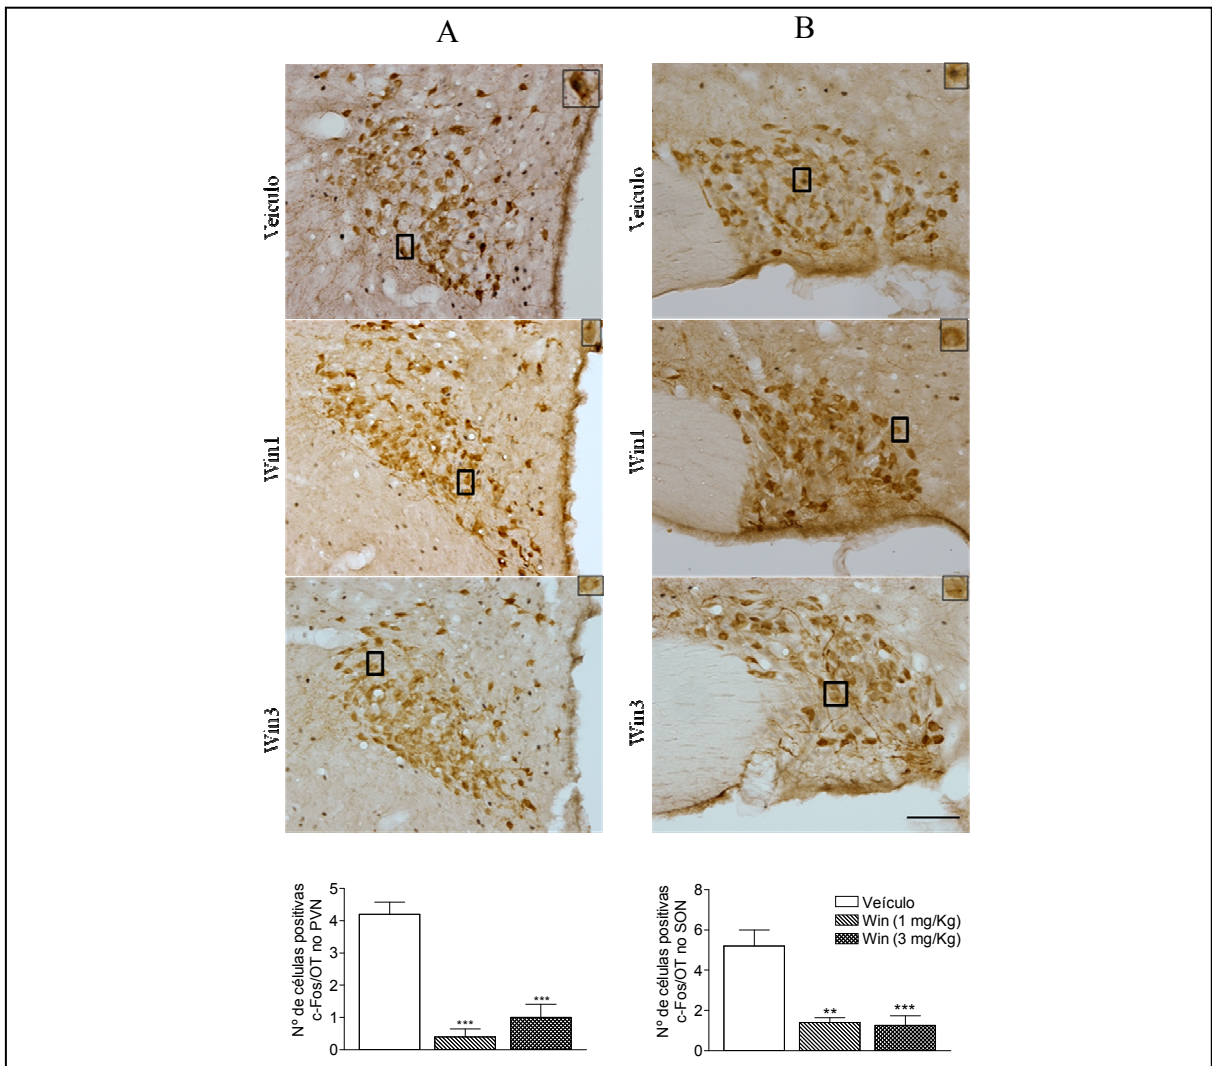 A
B
Veiculo
Veiculo
Win1
Win1
Win3
Win3
Nº de células positivas
c-Fos/OT no PVN
5
4
3
2
1
0
***
***
Nº de células positivas
c-Fos/OT no SON
8
6
4
2
0
**
***
Veículo
Win (1 mg/Kg)
Win (3 mg/Kg)